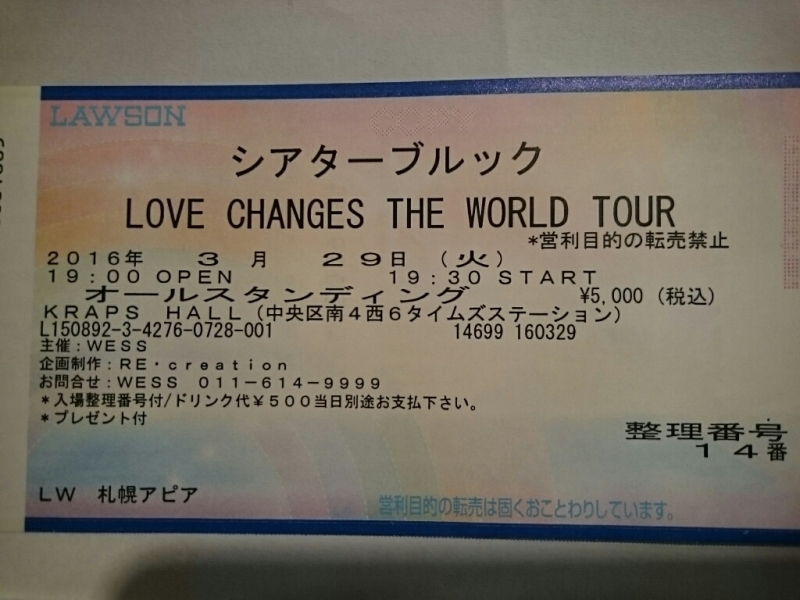 LAWSON
シアターブルック
LOVE CHANGES THE WORLD TOUR
*営利目的の転売禁止
2016年 3月 29日 (火)
19:00 OPEN 19:30 START
オールスタンディング ¥5,000 (税込)
KRAPS HALL (中央区南4西6タイムズステーション)
L150892-3-4276-0728-001 14699 160329
主催:WESS
企画制作:RE・creation
お問合せ:WESS 011-614-9999
*入場整理番号付/ドリンク代¥500当日別途お支払下さい。
*プレゼント付
整理番号
14番
LW 札幌アピア
営利目的の転売は固くおことわりしています。